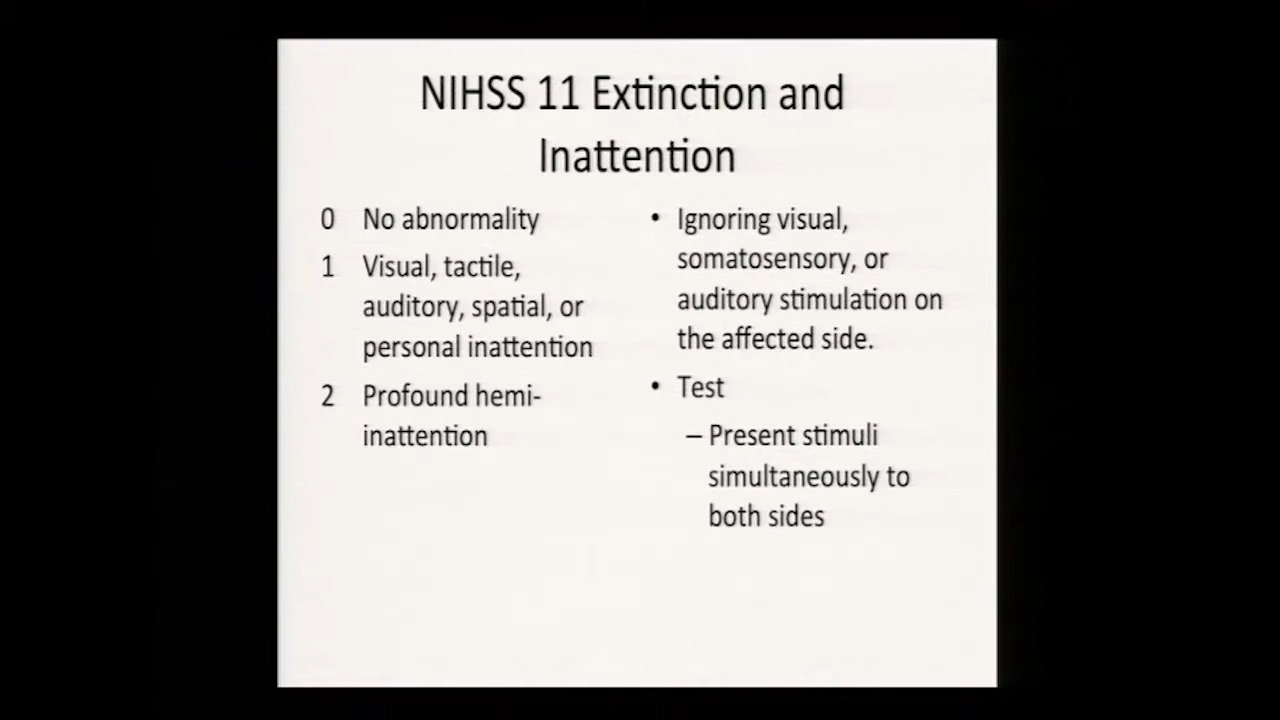 NIHSS 11 Extinction and
Inattention
0 No abnormality
1 Visual, tactile,
auditory, spatial, or
personal inattention
2 Profound hemi-
inattention
• Ignoring visual,
somatosensory, or
auditory stimulation on
the affected side.
• Test
– Present stimuli
simultaneously to
both sides